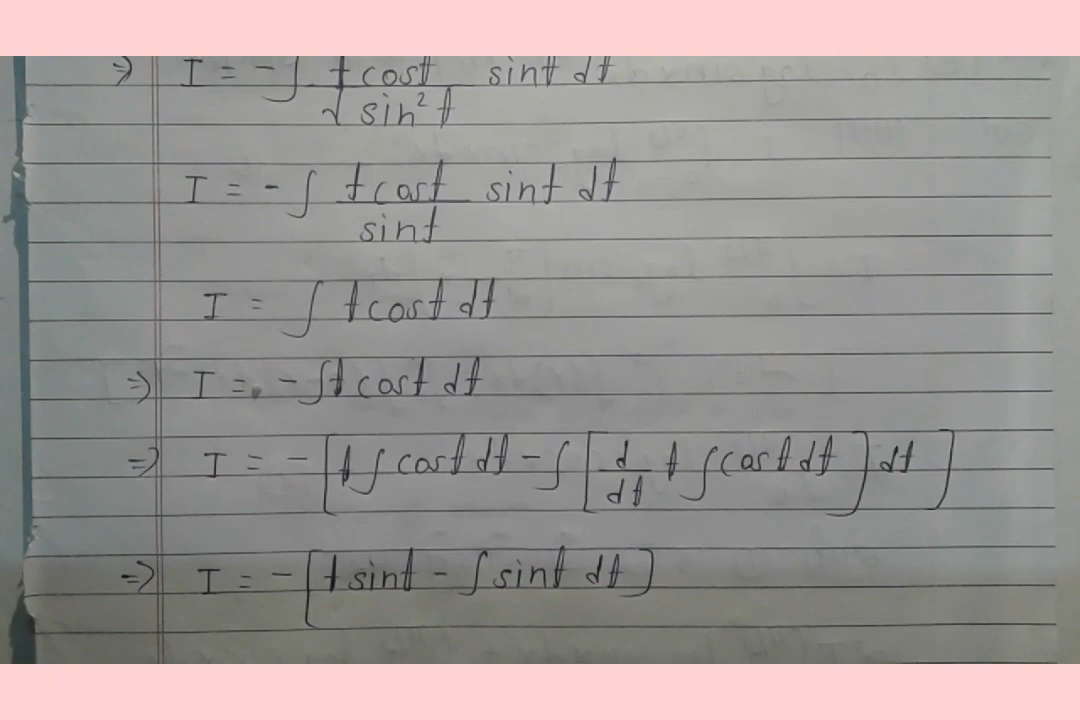 ⇒ I = - ∫ t cost / √sin²t sint dt
I = - ∫ t cost / sint sint dt
I = ∫ t cost dt
⇒ I = - ∫ t cost dt
⇒ I = - [t ∫ cost dt - ∫ [d/dt t ∫ cost dt] dt]
⇒ I = - [t sint - ∫ sint dt]